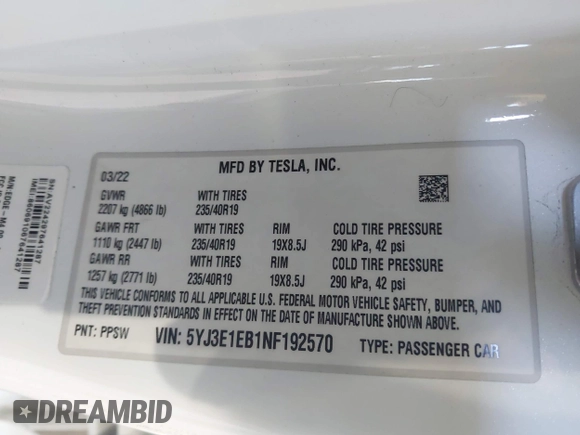 MFD BY TESLA, INC.
03/22
GVWR WITH TIRES
2207 kg (4866 lb) 235/40R19
GAWR FRT WITH TIRES RIM COLD TIRE PRESSURE
1110 kg (2447 lb) 235/40R19 19X8.5J 290 kPa, 42 psi
GAWR RR WITH TIRES RIM COLD TIRE PRESSURE
1257 kg (2771 lb) 235/40R19 19X8.5J 290 kPa, 42 psi
THIS VEHICLE CONFORMS TO ALL APPLICABLE U.S. FEDERAL MOTOR VEHICLE SAFETY, BUMPER, AND
THEFT PREVENTION STANDARDS IN EFFECT ON THE DATE OF MANUFACTURE SHOWN ABOVE.
PNT: PPSW VIN: 5YJ3E1EB1NF192570 TYPE: PASSENGER CAR
DREAMBID